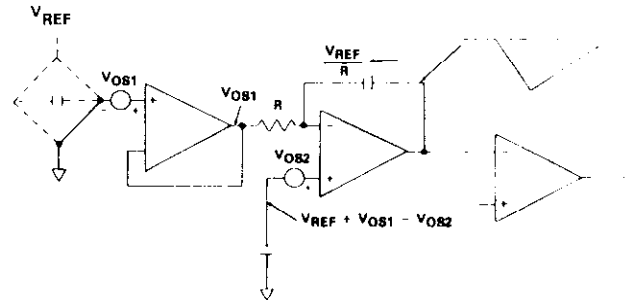 V_REF
V_OS1
+
-
+
V_OS1
R
V_REF
R
-
V_OS2
+
+
V_REF + V_OS1 - V_OS2
-
+